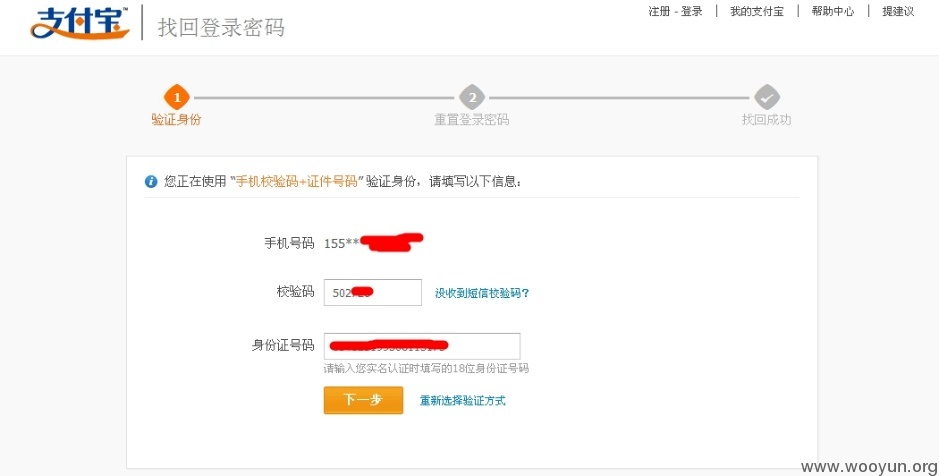 支付宝™ 找回登录密码
注册 - 登录 | 我的支付宝 | 帮助中心 | 提建议
1 2
验证身份 重置登录密码 找回成功
您正在使用 “手机校验码+证件号码” 验证身份，请填写以下信息：
手机号码 155**
校验码 502 没收到短信校验码?
身份证号码
请输入您实名认证时填写的18位身份证号码
下一步 重新选择验证方式
www.wooyun.org